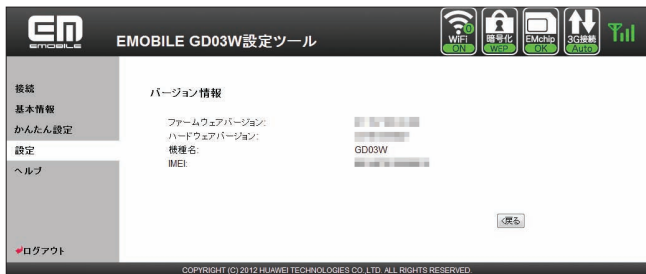 EM
EMOBILE
EMOBILE GD03W設定ツール
WiFi
ON
暗号化
WEP
EMchip
OK
3G接続
Auto
接続
基本情報
かんたん設定
設定
ヘルプ
ログアウト
バージョン情報
ファームウェアバージョン:
ハードウェアバージョン:
機種名: GD03W
IMEI:
<戻る
COPYRIGHT (C) 2012 HUAWEI TECHNOLOGIES CO.,LTD. ALL RIGHTS RESERVED.